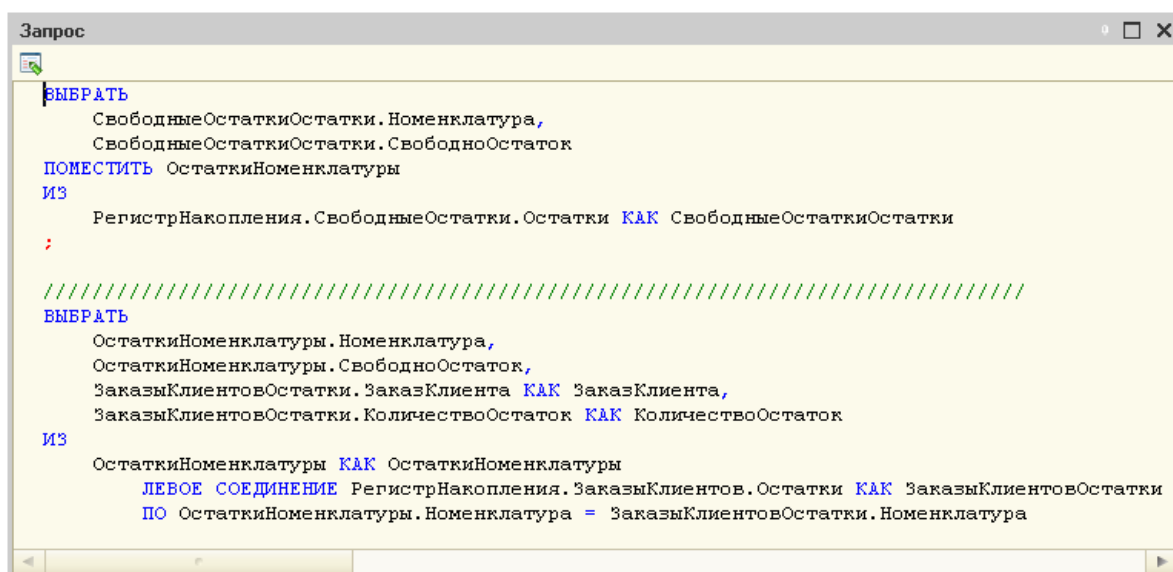 Запрос
ВЫБРАТЬ
СвободныеОстаткиОстатки.Номенклатура,
СвободныеОстаткиОстатки.СвободноОстаток
ПОМЕСТИТЬ ОстаткиНоменклатуры
ИЗ
РегистрНакопления.СвободныеОстатки.Остатки КАК СвободныеОстаткиОстатки
;
////////////////////////////////////////////////////////////////////////////////
ВЫБРАТЬ
ОстаткиНоменклатуры.Номенклатура,
ОстаткиНоменклатуры.СвободноОстаток,
ЗаказыКлиентовОстатки.ЗаказКлиента КАК ЗаказКлиента,
ЗаказыКлиентовОстатки.КоличествоОстаток КАК КоличествоОстаток
ИЗ
ОстаткиНоменклатуры КАК ОстаткиНоменклатуры
ЛЕВОЕ СОЕДИНЕНИЕ РегистрНакопления.ЗаказыКлиентов.Остатки КАК ЗаказыКлиентовОстатки
ПО ОстаткиНоменклатуры.Номенклатура = ЗаказыКлиентовОстатки.Номенклатура